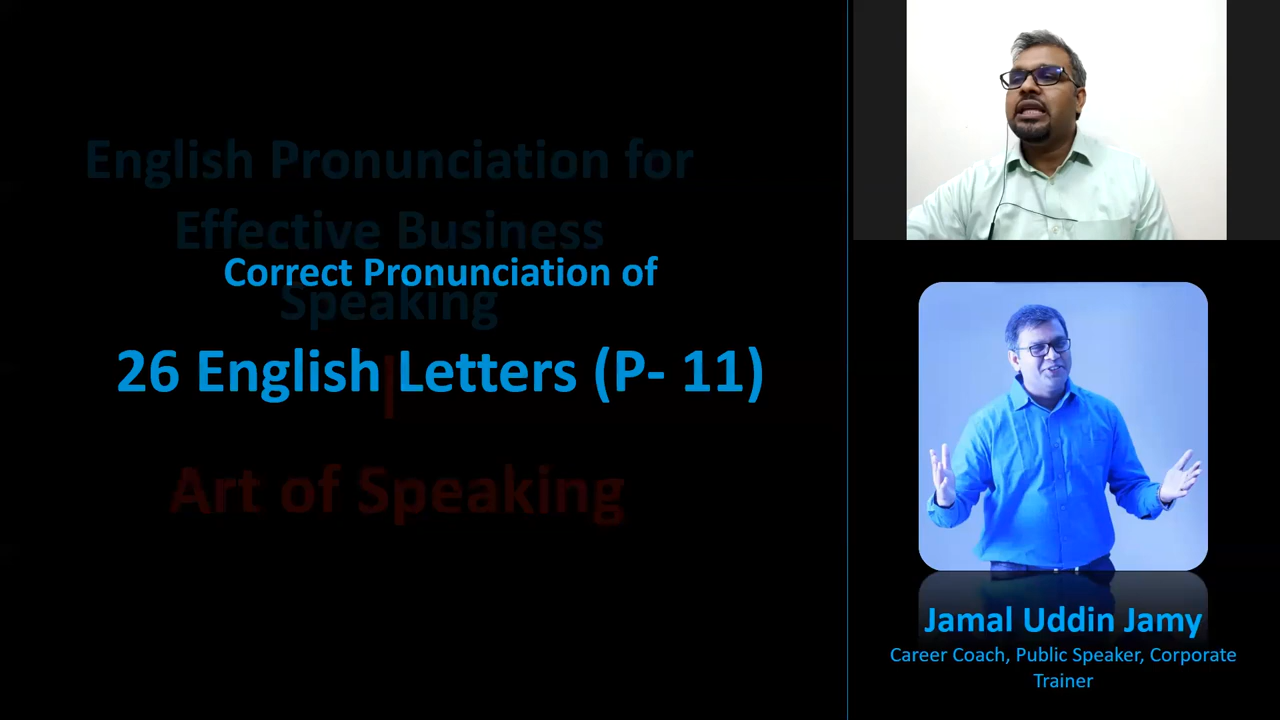 English Pronunciation for
Effective Business
Speaking
Correct Pronunciation of
26 English Letters (P- 11)
Art of Speaking
Jamal Uddin Jamy
Career Coach, Public Speaker, Corporate
Trainer